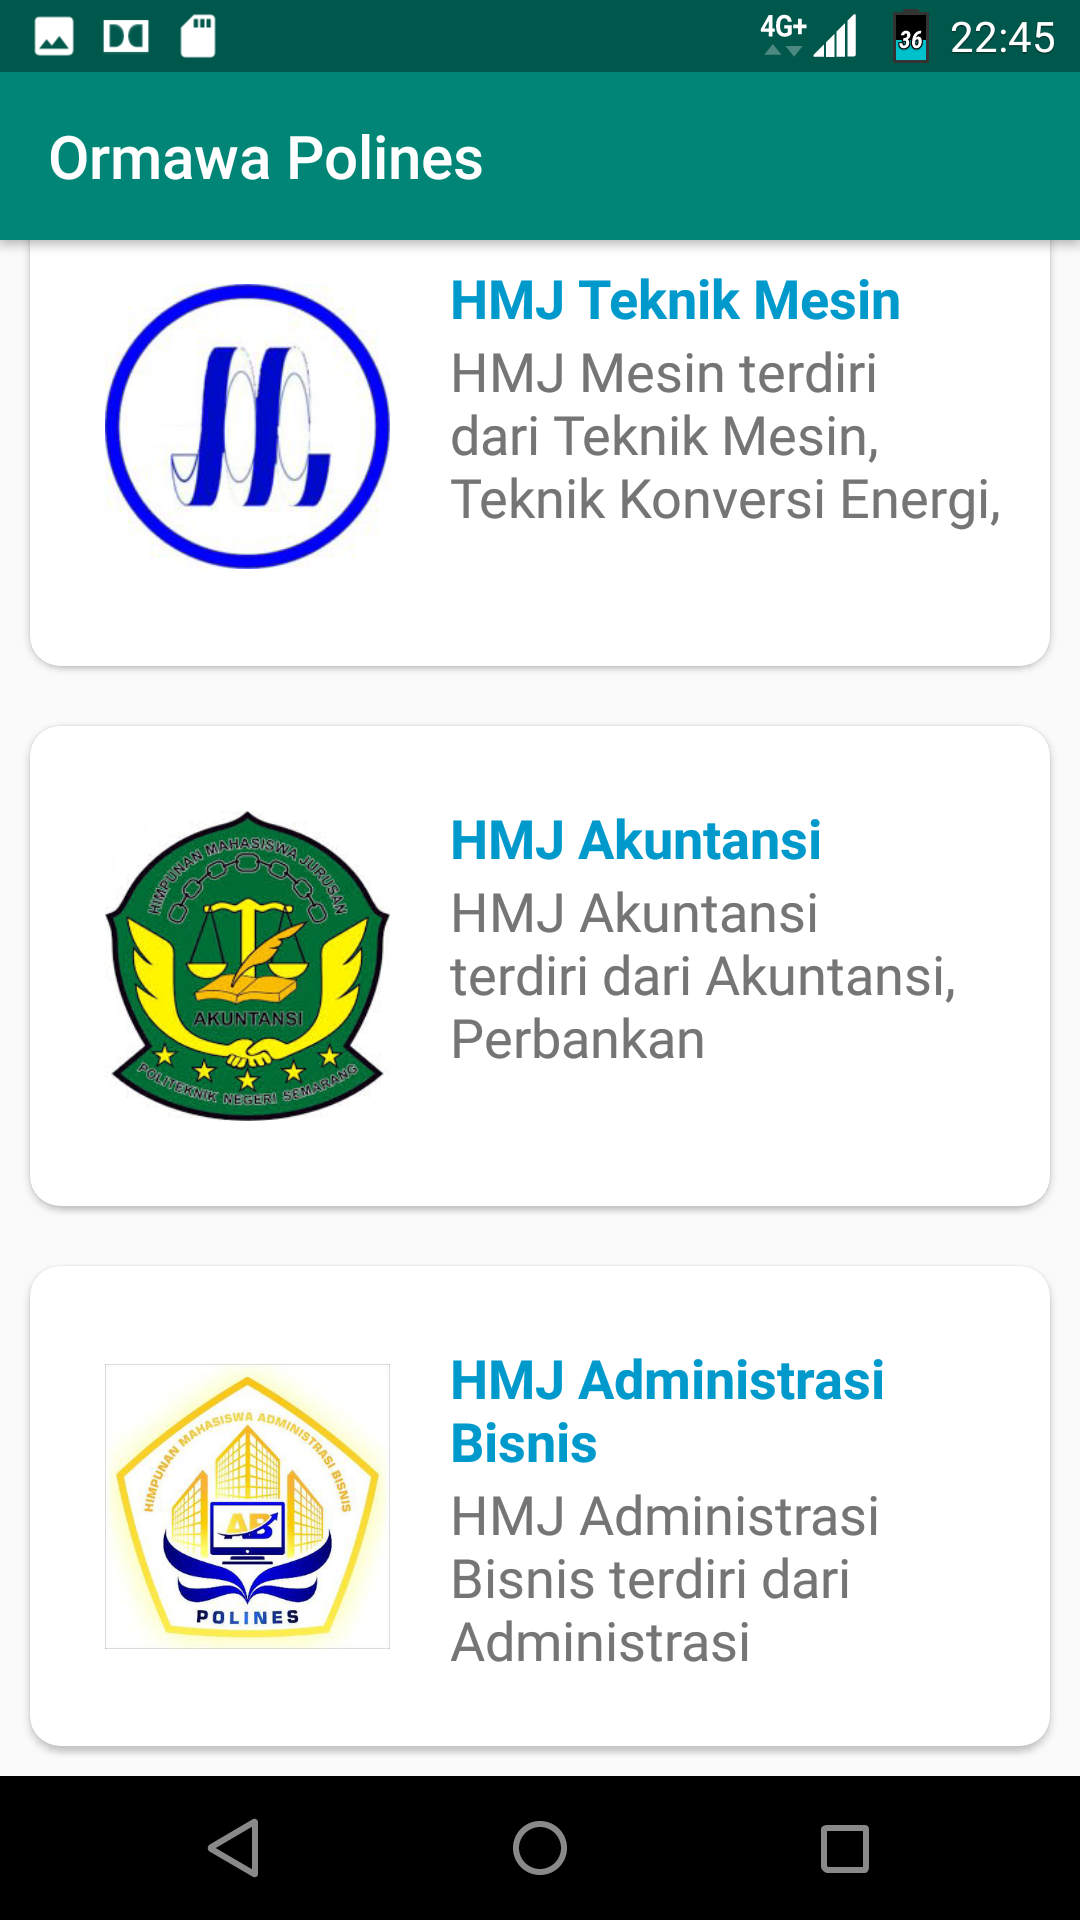 4G+ 36 22:45
Ormawa Polines
HMJ Teknik Mesin
HMJ Mesin terdiri
dari Teknik Mesin,
Teknik Konversi Energi,
HIMPUNAN MAHASISWA JURUSAN
AKUNTANSI
POLITEKNIK NEGERI SEMARANG
HMJ Akuntansi
HMJ Akuntansi
terdiri dari Akuntansi,
Perbankan
HIMPUNAN MAHASISWA ADMINISTRASI BISNIS
AB
POLINES
HMJ Administrasi
Bisnis
HMJ Administrasi
Bisnis terdiri dari
Administrasi